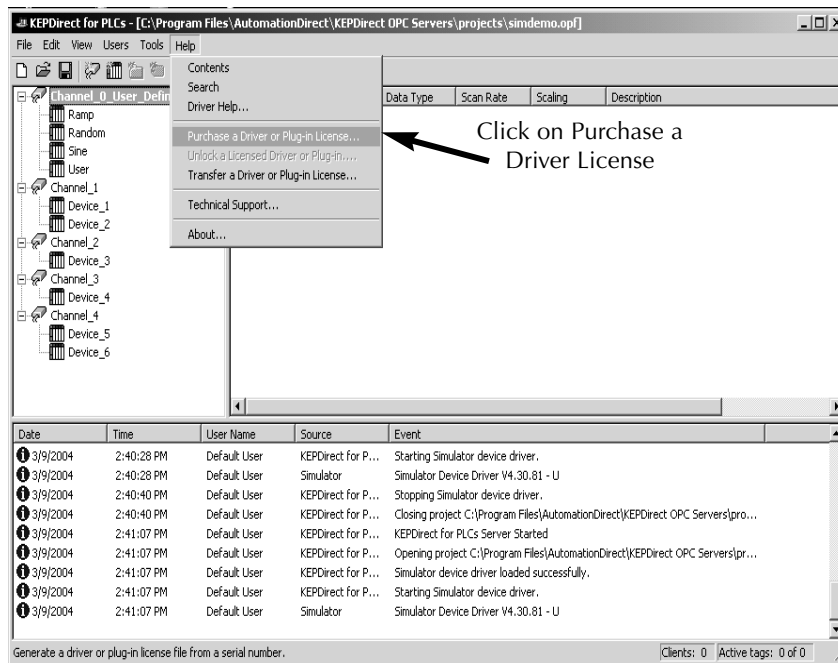 KEPDirect for PLCs - [C:\Program Files\AutomationDirect\KEPDirect OPC Servers\projects\simdemo.opf]
File Edit View Users Tools Help
Contents
Search
Driver Help...
Purchase a Driver or Plug-in License...
Unlock a Licensed Driver or Plug-in....
Transfer a Driver or Plug-in License...
Technical Support...
About...
Data Type Scan Rate Scaling Description
Click on Purchase a
Driver License
Channel_0_User_Defin
Ramp
Random
Sine
User
Channel_1
Device_1
Device_2
Channel_2
Device_3
Channel_3
Device_4
Channel_4
Device_5
Device_6
Date Time User Name Source Event
3/9/2004 2:40:28 PM Default User KEPDirect for P... Starting Simulator device driver.
3/9/2004 2:40:28 PM Default User Simulator Simulator Device Driver V4.30.81 - U
3/9/2004 2:40:40 PM Default User KEPDirect for P... Stopping Simulator device driver.
3/9/2004 2:40:40 PM Default User KEPDirect for P... Closing project C:\Program Files\AutomationDirect\KEPDirect OPC Servers\pro...
3/9/2004 2:41:07 PM Default User KEPDirect for P... KEPDirect for PLCs Server Started
3/9/2004 2:41:07 PM Default User KEPDirect for P... Opening project C:\Program Files\AutomationDirect\KEPDirect OPC Servers\pr...
3/9/2004 2:41:07 PM Default User KEPDirect for P... Simulator device driver loaded successfully.
3/9/2004 2:41:07 PM Default User KEPDirect for P... Starting Simulator device driver.
3/9/2004 2:41:07 PM Default User Simulator Simulator Device Driver V4.30.81 - U
Generate a driver or plug-in license file from a serial number. Clients: 0 Active tags: 0 of 0